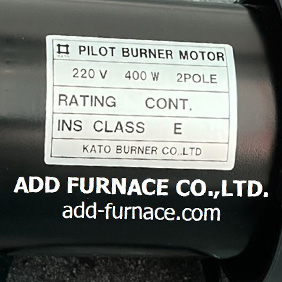 PILOT BURNER MOTOR
220 V 400 W 2POLE
RATING CONT.
INS CLASS E
KATO BURNER CO.,LTD
ADD FURNACE CO.,LTD.
add-furnace.com